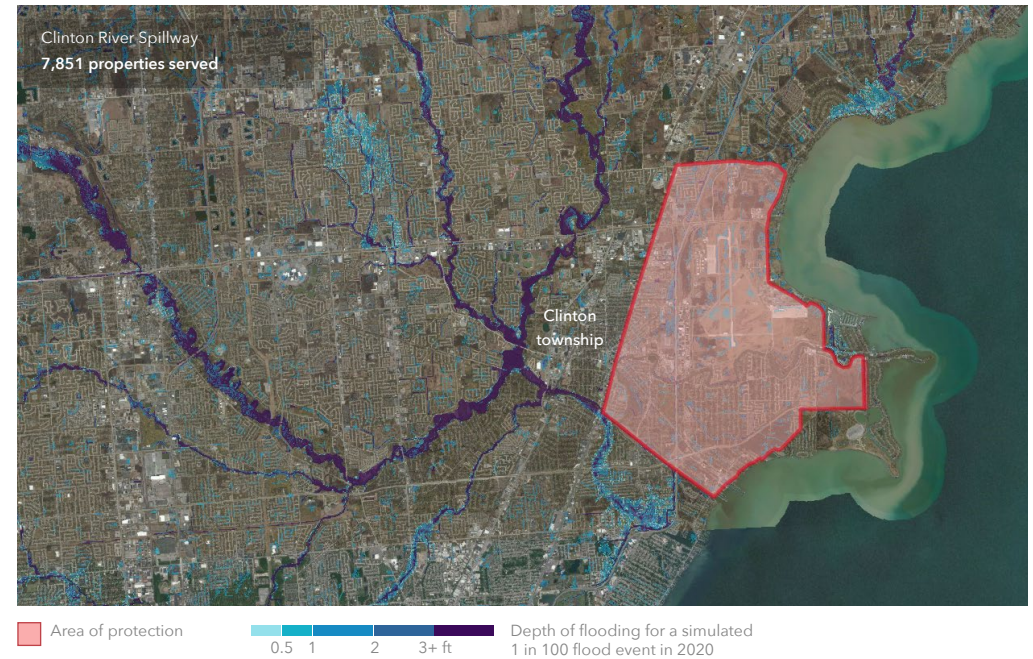 Clinton River Spillway
7,851 properties served
Clinton
township
Area of protection
0.5 1 2 3+ ft
Depth of flooding for a simulated
1 in 100 flood event in 2020